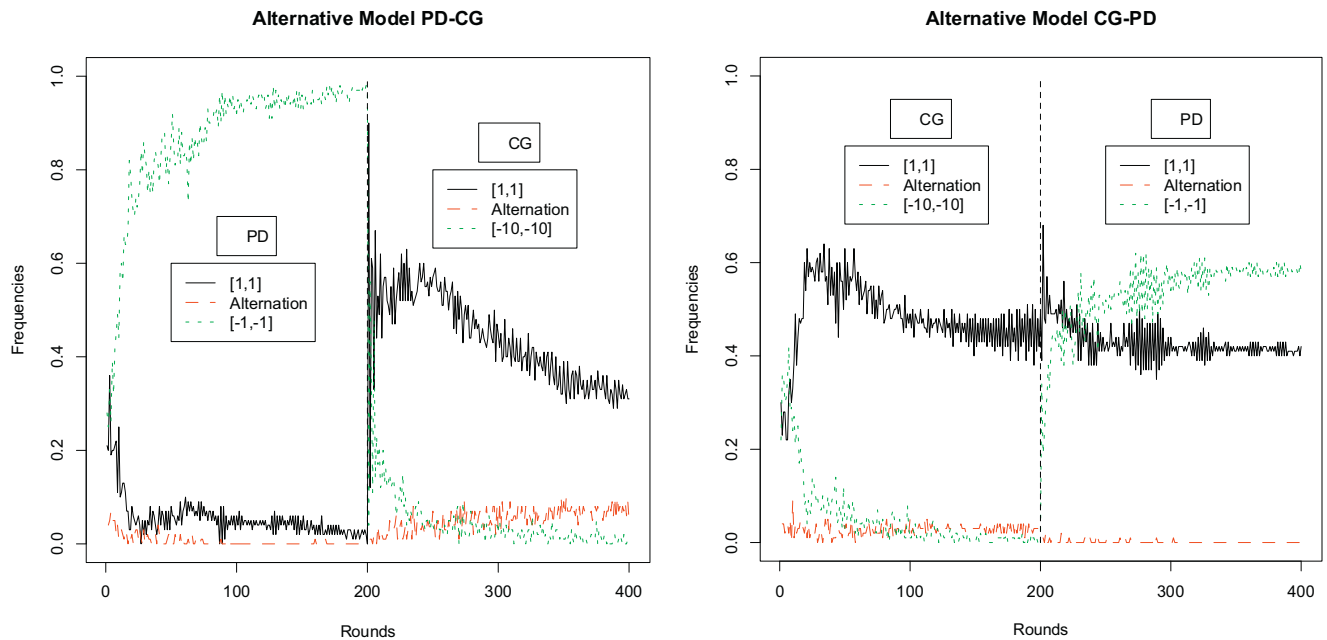 Alternative Model PD-CG
Frequencies
1.0
0.8
0.6
0.4
0.2
0.0
PD
[1,1]
Alternation
[-1,-1]
CG
[1,1]
Alternation
[-10,-10]
0 100 200 300 400
Rounds
Alternative Model CG-PD
Frequencies
1.0
0.8
0.6
0.4
0.2
0.0
CG
[1,1]
Alternation
[-10,-10]
PD
[1,1]
Alternation
[-1,-1]
0 100 200 300 400
Rounds